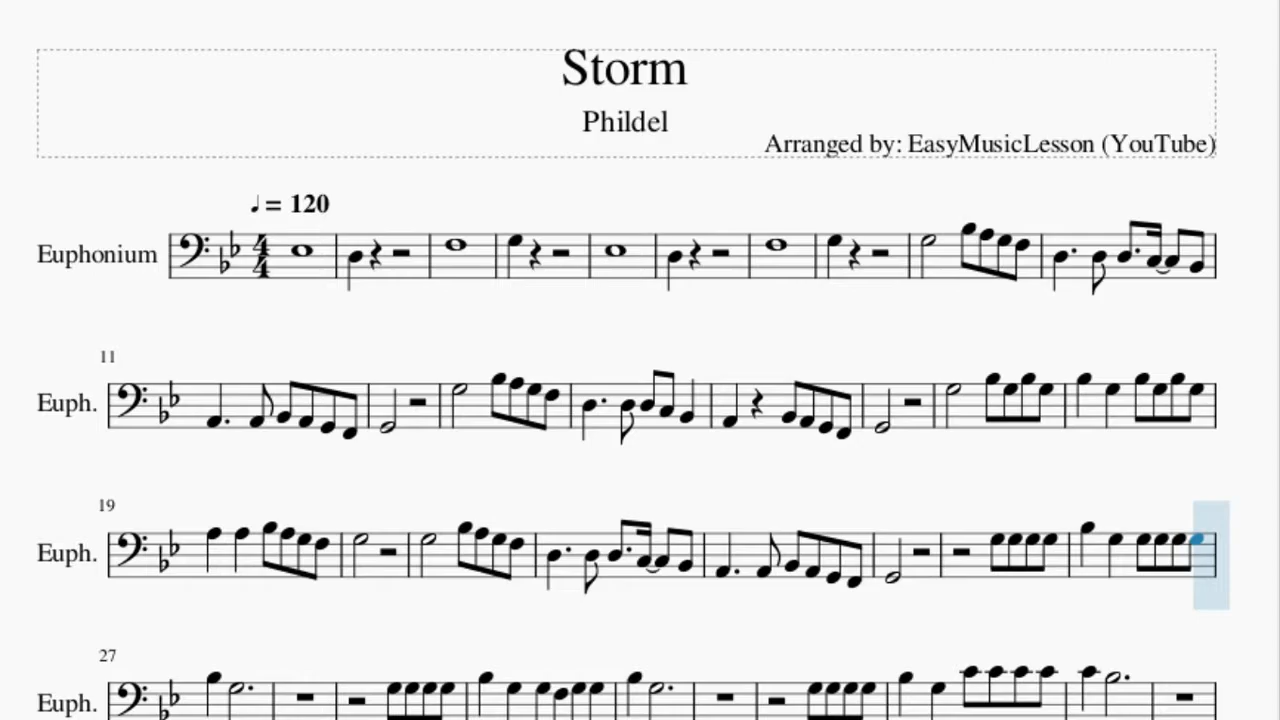 Storm
Phildel
Arranged by: EasyMusicLesson (YouTube)
♩ = 120
Euphonium
11
Euph.
19
Euph.
27
Euph.